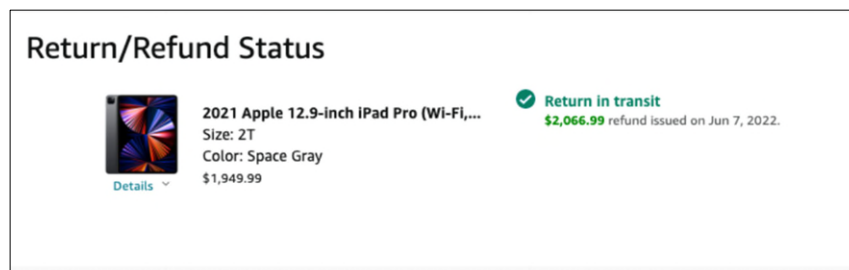 Return/Refund Status
2021 Apple 12.9-inch iPad Pro (Wi-Fi,...
Size: 2T
Color: Space Gray
$1,949.99
Details
Return in transit
$2,066.99 refund issued on Jun 7, 2022.